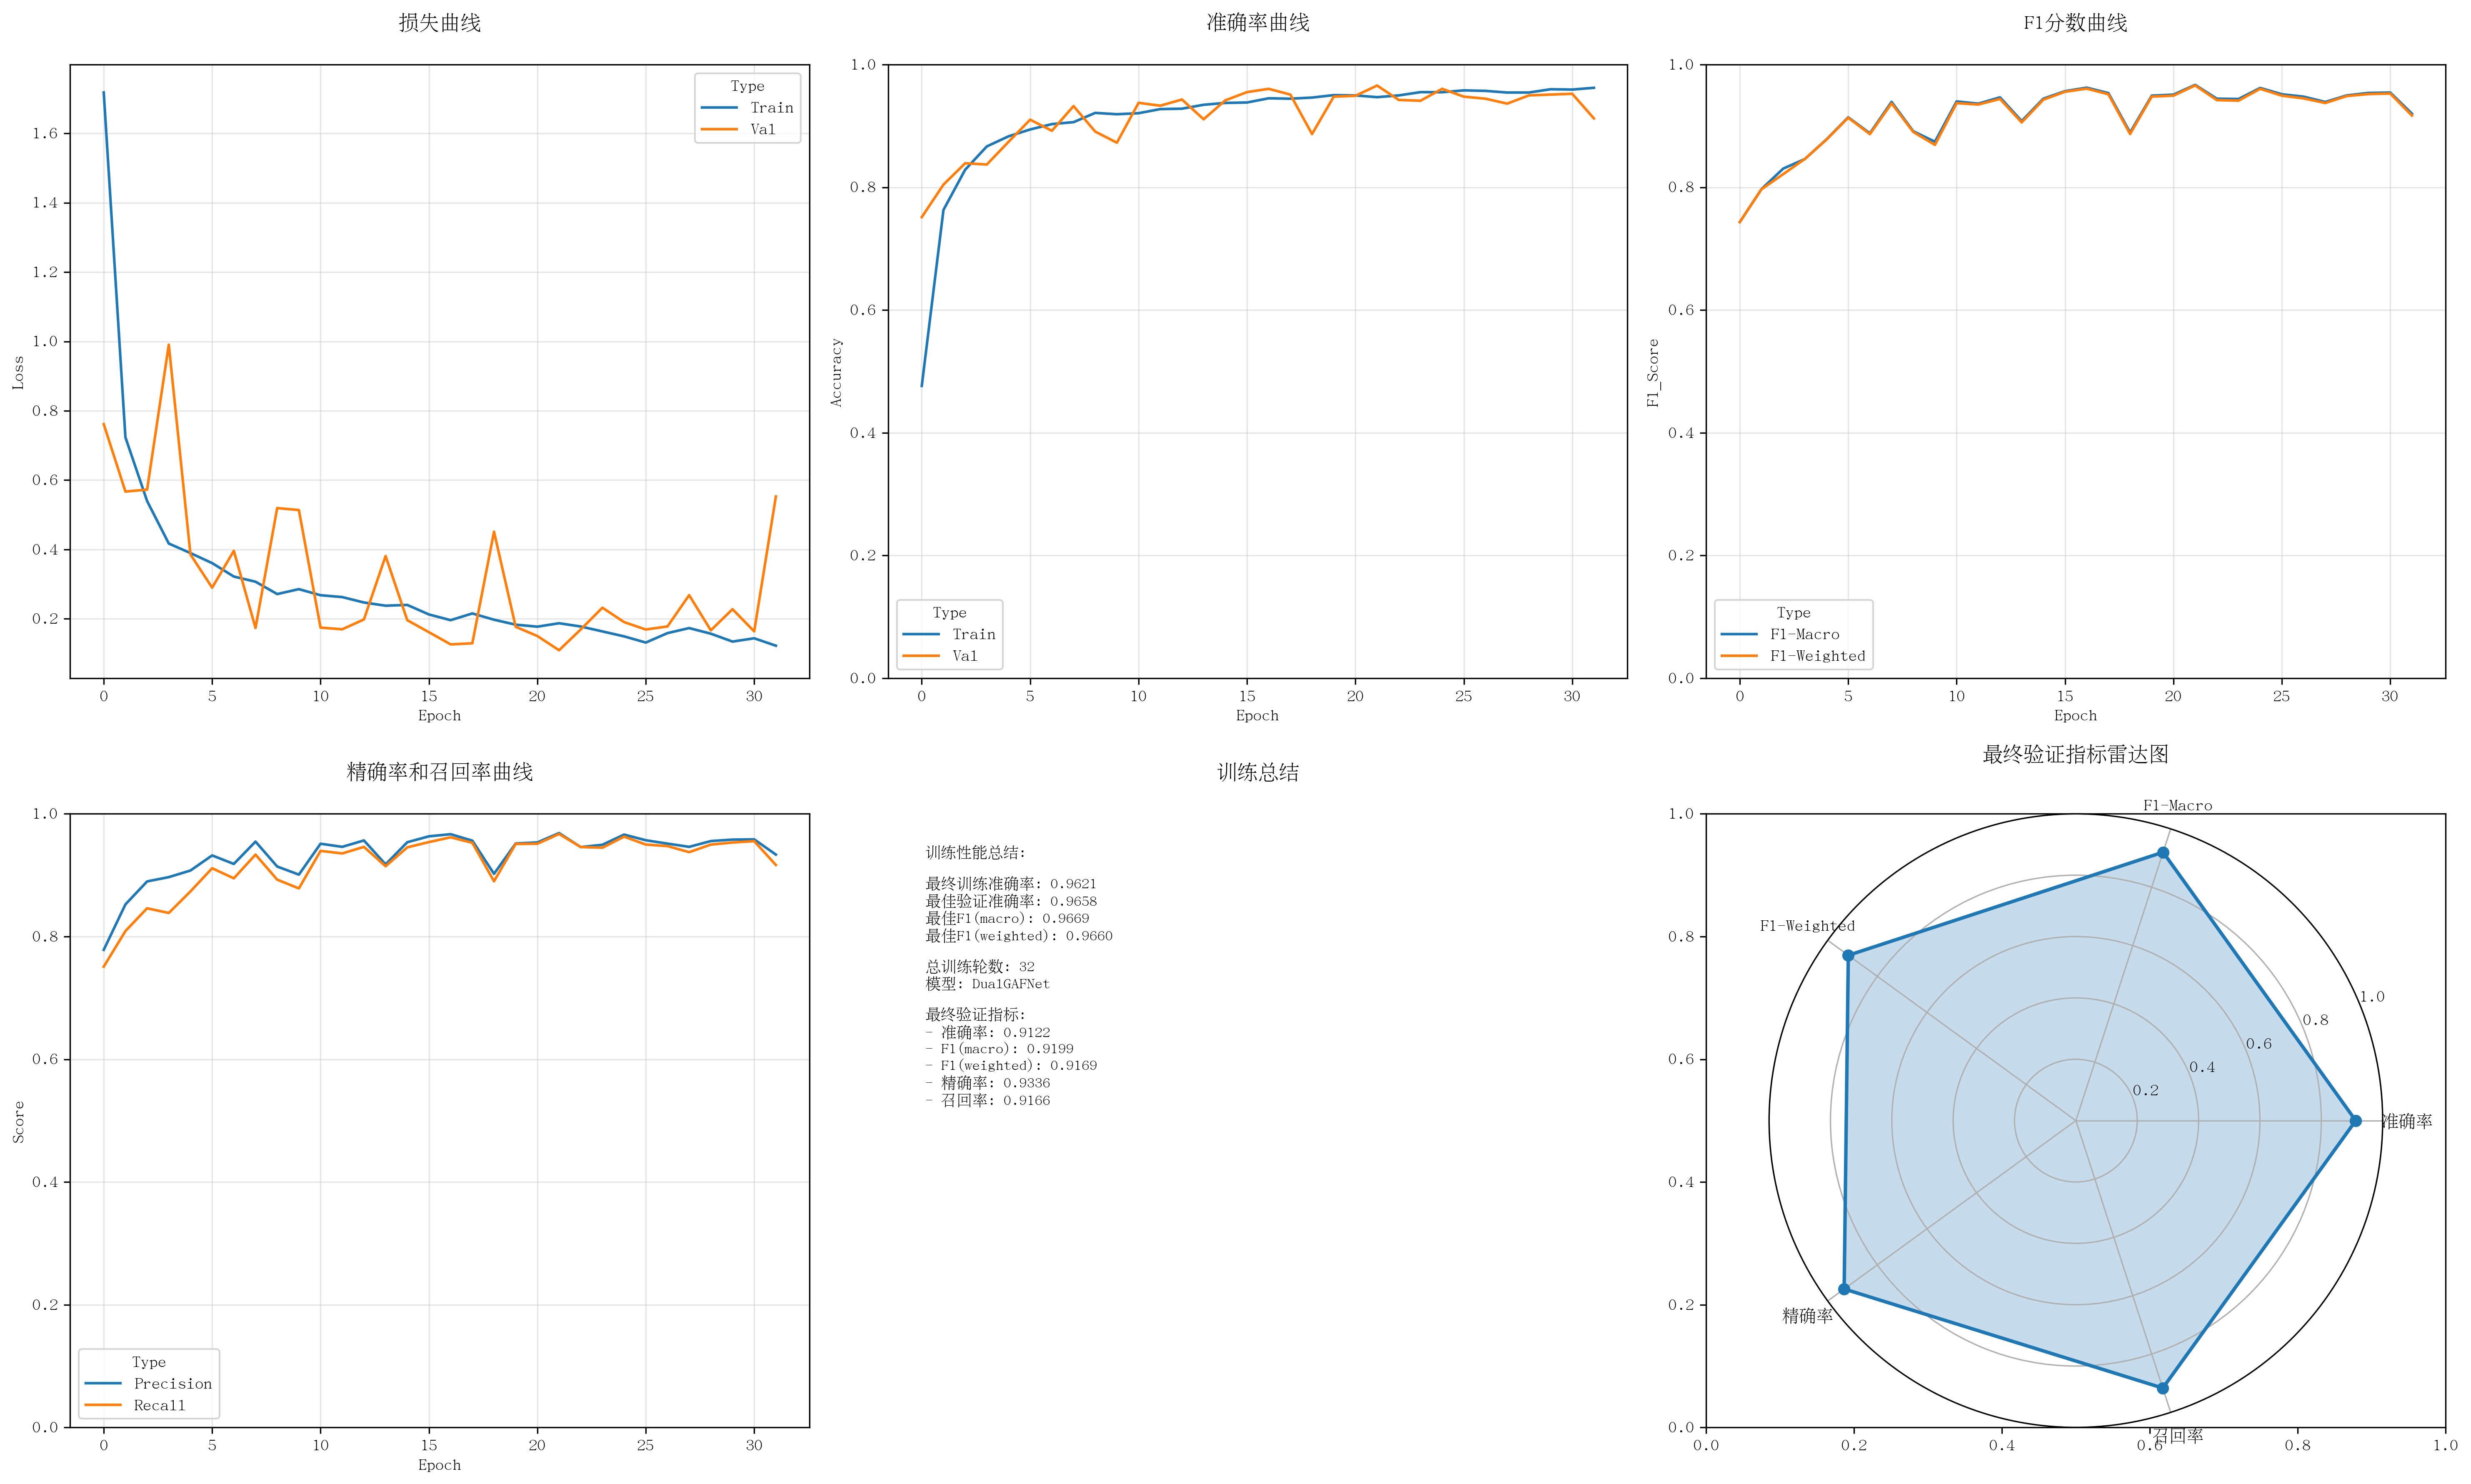 损失曲线
Type
Train
Val
1.6
1.4
1.2
1.0
0.8
0.6
0.4
0.2
Loss
0 5 10 15 20 25 30
Epoch
准确率曲线
1.0
0.8
0.6
0.4
0.2
0.0
Accuracy
Type
Train
Val
0 5 10 15 20 25 30
Epoch
F1分数曲线
1.0
0.8
0.6
0.4
0.2
0.0
F1_Score
Type
F1-Macro
F1-Weighted
0 5 10 15 20 25 30
Epoch
精确率和召回率曲线
1.0
0.8
0.6
0.4
0.2
0.0
Score
Type
Precision
Recall
0 5 10 15 20 25 30
Epoch
训练总结
训练性能总结:
最终训练准确率: 0.9621
最佳验证准确率: 0.9658
最佳F1(macro): 0.9669
最佳F1(weighted): 0.9660
总训练轮数: 32
模型: DualGAFNet
最终验证指标:
- 准确率: 0.9122
- F1(macro): 0.9199
- F1(weighted): 0.9169
- 精确率: 0.9336
- 召回率: 0.9166
最终验证指标雷达图
1.0
0.8
0.6
0.4
0.2
0.0
F1-Macro
F1-Weighted
1.0
0.8
0.6
0.4
0.2
准确率
精确率
召回率
0.0 0.2 0.4 0.6 0.8 1.0